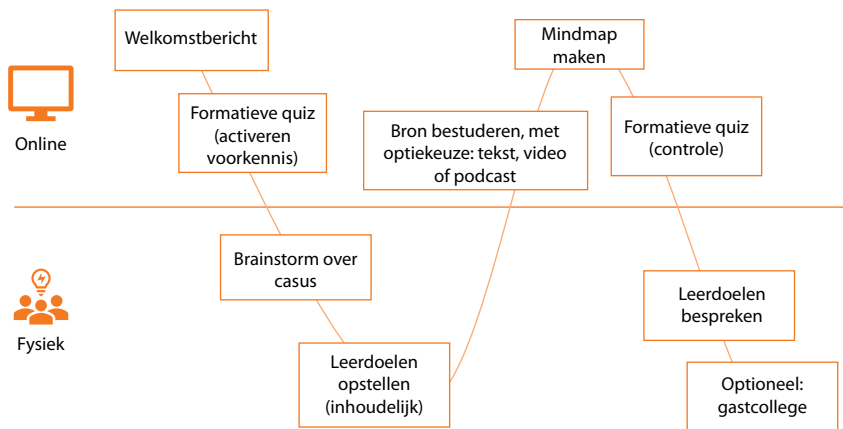 Welkomstbericht
Formatieve quiz
(activeren
voorkennis)
Online
Bron bestuderen, met
optiekeuze: tekst, video
of podcast
Mindmap
maken
Formatieve quiz
(controle)
Brainstorm over
casus
Fysiek
Leerdoelen
opstellen
(inhoudelijk)
Leerdoelen
bespreken
Optioneel:
gastcollege